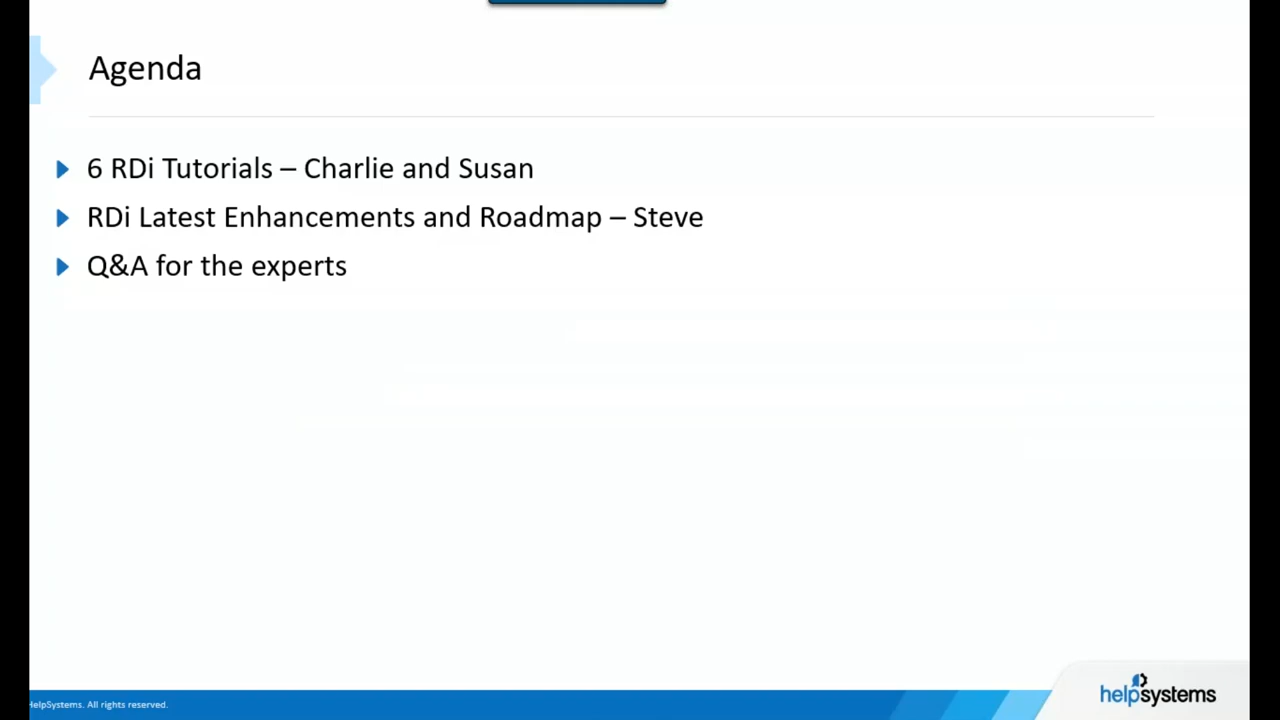 Agenda
6 RDi Tutorials – Charlie and Susan
RDi Latest Enhancements and Roadmap – Steve
Q&A for the experts
HelpSystems. All rights reserved.
helpsystems